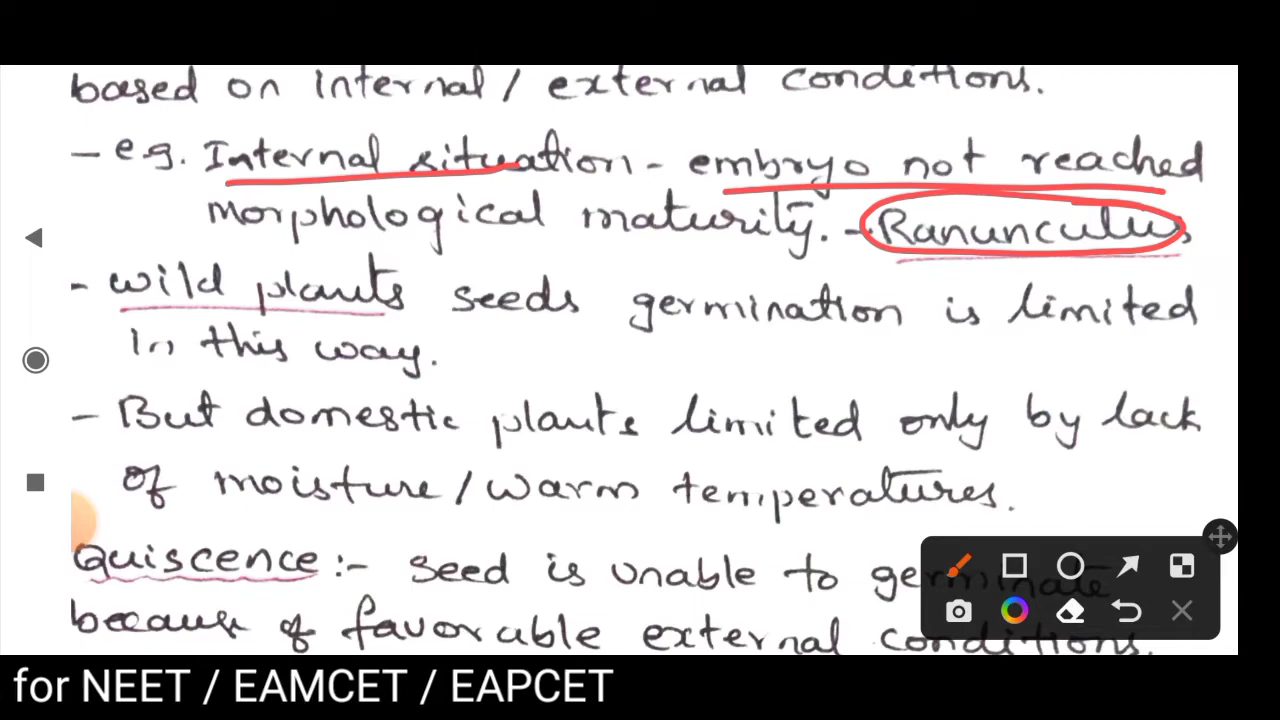 based on internal / external conditions.
- e.g. Internal situation - embryo not reached
morphological maturity. - Ranunculus
- wild plants seeds germination is limited
in this way.
- But domestic plants limited only by lack
of moisture / warm temperatures.
Quiscence :- seed is unable to germinate
because of favorable external conditions.
for NEET / EAMCET / EAPCET